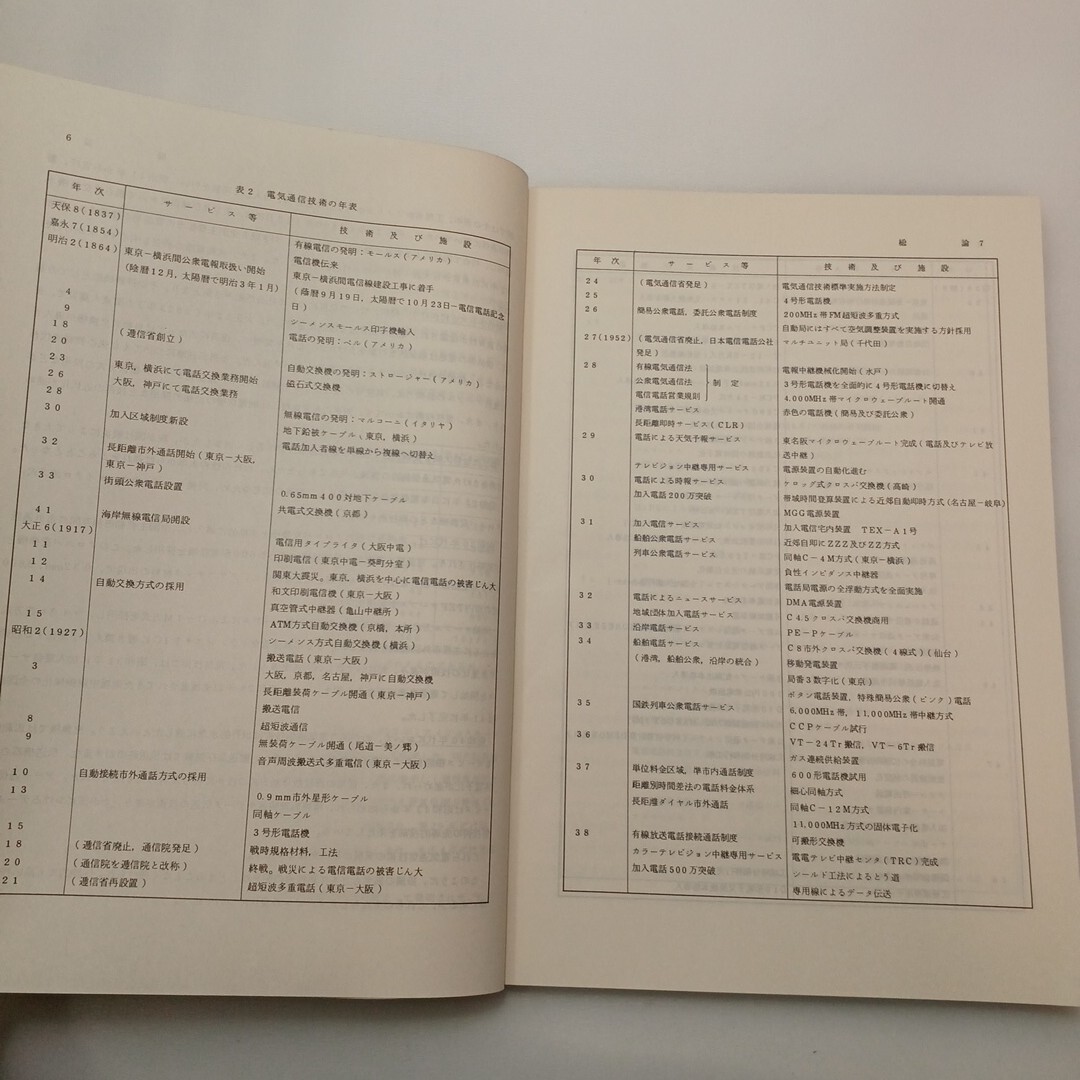 6
表2 電気通信技術の年表
年次 サービス等 技術及び施設
天保8(1837) 有線電信の発明:モールス(アメリカ)
嘉永7(1854) 電信機伝来
明治2(1864) 東京-横浜間公衆電報取扱い開始 東京-横浜間電信線建設工事に着手
(陰暦12月,太陽暦で明治3年1月) (蔭暦9月19日,太陽暦で10月23日-電信電話記念
日)
4 シーメンスモールス印字機輸入
9 電話の発明:ベル(アメリカ)
18 (逓信省創立)
20 自動交換機の発明:ストロージャー(アメリカ)
23 東京,横浜にて電話交換業務開始 磁石式交換機
26 大阪,神戸にて電話交換業務
28 無線電信の発明:マルコーニ(イタリヤ)
30 加入区域制度新設 地下鉛被ケーブル、東京,横浜)
電話加入者線を単線から複線へ切替え
32 長距離市外通話開始(東京-大阪,
東京-神戸)
33 街頭公衆電話設置 0.65mm400対地下ケーブル
共電式交換機(京都)
41 海岸無線電信局開設
大正6(1917) 電信用タイプライタ(大阪中電)
11 印刷電信(東京中電-葵町分室)
12 関東大震災。東京,横浜を中心に電信電話の被害じん大
14 自動交換方式の採用 和文印刷電信機(東京-大阪)
真空管式中継器(亀山中継所)
15 ATM方式自動交換機(京橋,本所)
昭和2(1927) シーメンス方式自動交換機(横浜)
搬送電話(東京-大阪)
3 大阪,京都,名古屋,神戸に自動交換機
長距離装荷ケーブル開通(東京-神戸)
搬送電信
8 超短波通信
9 無装荷ケーブル開通(尾道-美ノ郷)
音声周波搬送式多重電信(東京-大阪)
10 自動接続市外通話方式の採用
13 0.9mm市外星形ケーブル
同軸ケーブル
15 3号形電話機
18 (逓信省廃止,通信院発足) 戦時規格材料,工法
20 (通信院を逓信院と改称) 終戦。戦災による電信電話の被害じん大
21 (逓信省再設置) 超短波多重電話(東京-大阪)
総論7
年次 サービス等 技術及び施設
24 (電気通信省発足) 電気通信技術標準実施方法制定
25 4号形電話機
26 簡易公衆電話,委託公衆電話制度 200MHz帯FM超短波多重方式
自動局にはすべて空気調整装置を実施する方針採用
27(1952) (電気通信省廃止,日本電信電話公社 マルチユニット局(千代田)
発足)
28 有線電気通信法 電報中継機械化開始(水戸)
公衆電気通信法 制定 3号形電話機を全面的に4号形電話機に切替え
電信電話営業規則 4,000MHz帯マイクロウェーブルート開通
港湾電話サービス 赤色の電話機(簡易及び委託公衆)
長距離即時サービス(CLR)
29 電話による天気予報サービス 東名阪マイクロウェーブルート完成(電話及びテレビ放
送中継)
テレビジョン中継専用サービス 電源装置の自動化進む
30 電話による時報サービス ケロッグ式クロスバ交換機(高崎)
加入電話200万突破 帯域時間登算装置による近郊自動即時方式(名古屋-岐阜)
MGG電源装置
31 加入電信サービス 加入電信宅内装置 TEX-A1号
船舶公衆電話サービス 近郊自即にZZZ及びZZ方式
列車公衆電話サービス 同軸C-4M方式(東京-横浜)
負性インピダンス中継器
電話局電源の全浮動方式を全面実施
32 電話によるニュースサービス DMA電源装置
地域団体加入電話サービス C45クロスバ交換機商用
33 沿岸電話サービス PE-Pケーブル
34 船舶電話サービス C8市外クロスバ交換機(4線式)(仙台)
(港湾,船舶公衆,沿岸の統合) 移動発電装置
局番3数字化(東京)
ボタン電話装置,特殊簡易公衆(ピンク)電話
35 国鉄列車公衆電話サービス 6,000MHz帯,11,000MHz帯中継方式
CCPケーブル試行
36 VT-24Tr搬信,VT-6Tr搬信
ガス連続供給装置
37 単位料金区域,準市内通話制度 600形電話機試用
距離別時間差法の電話料金体系 細心同軸方式
長距離ダイヤル市外通話 同軸C-12M方式
11,000MHz方式の固体電子化
38 有線放送電話接続通話制度 可搬形交換機
カラーテレビジョン中継専用サービス 電電テレビ中継センタ(TRC)完成
加入電話500万突破 シールド工法によるとう道
専用線によるデータ伝送